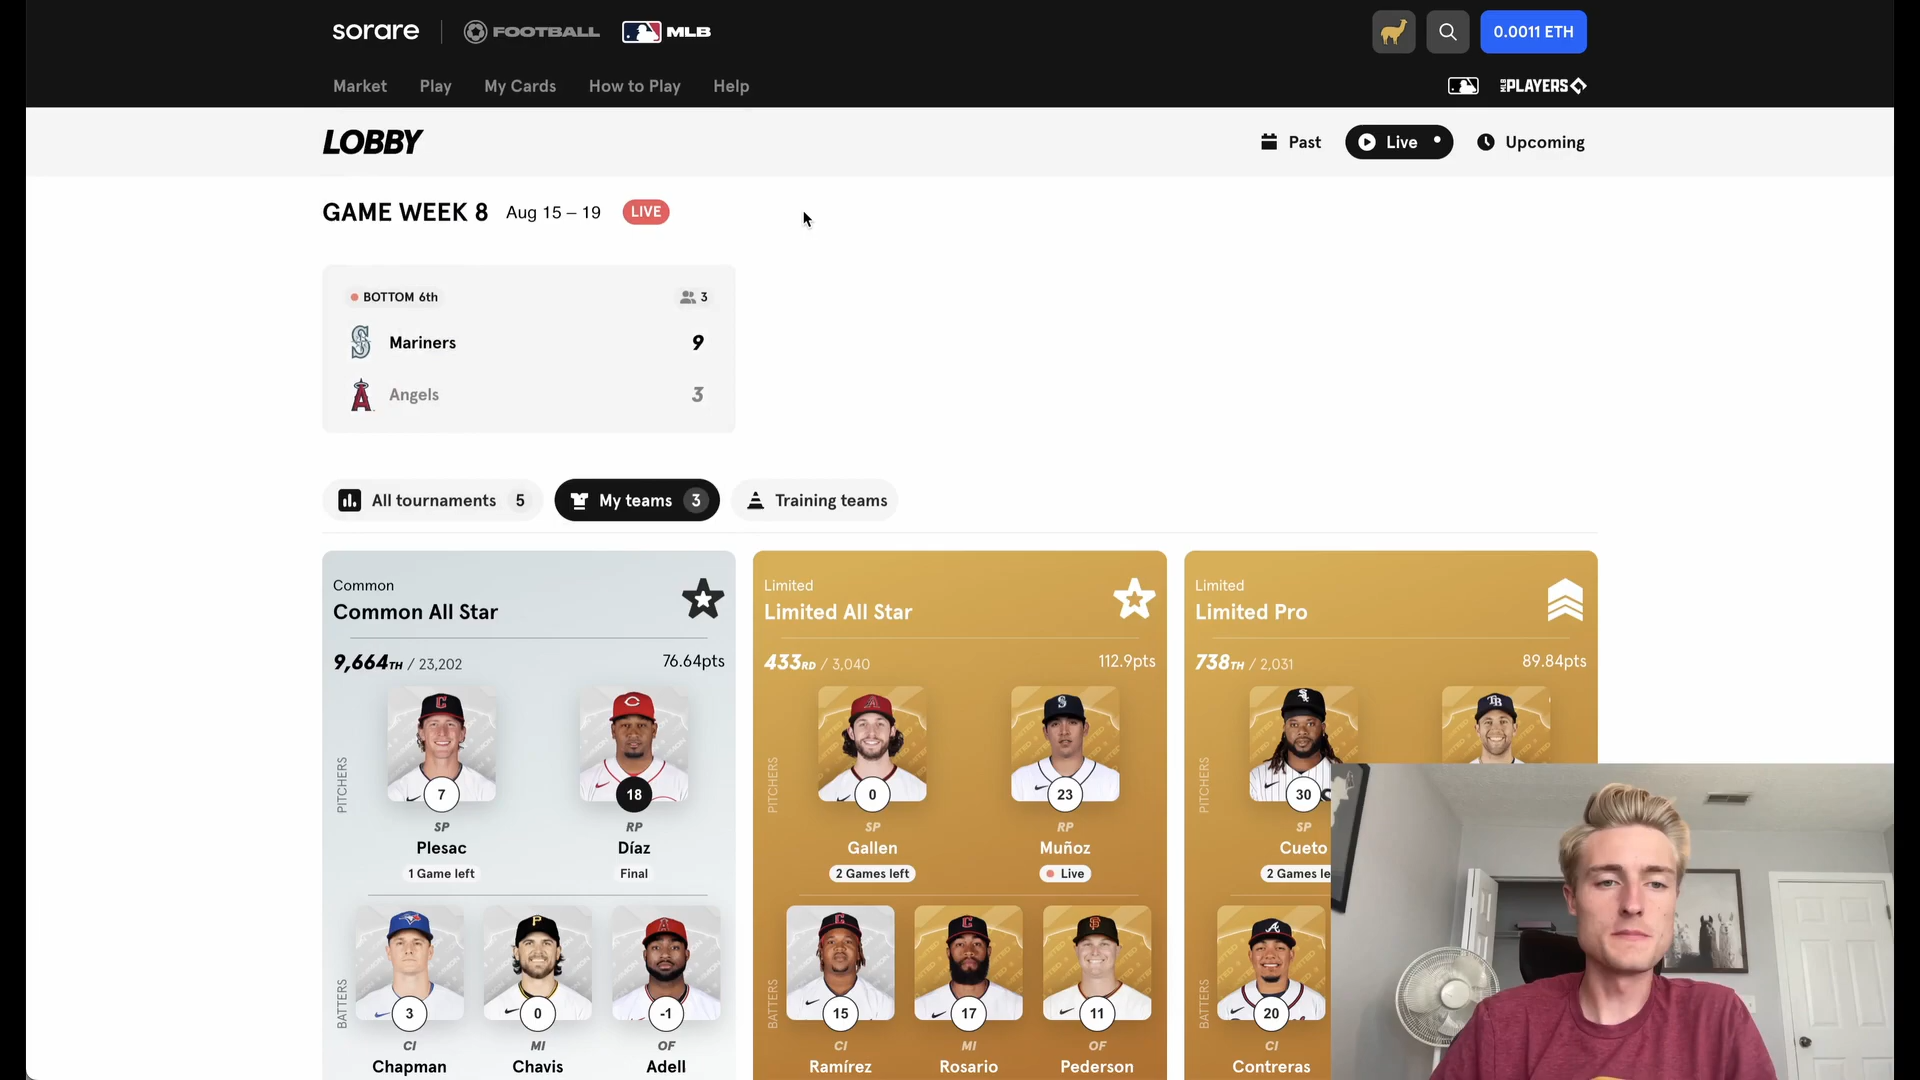 sorare FOOTBALL MLB 0.0011 ETH
Market Play My Cards How to Play Help MLB PLAYERS
LOBBY Past Live Upcoming
GAME WEEK 8 Aug 15 – 19 LIVE
BOTTOM 6th 3
Mariners 9
Angels 3
All tournaments 5 My teams 3 Training teams
Common
Common All Star
9,664TH / 23,202 76.64pts
PITCHERS
7 18
SP RP
Plesac Díaz
1 Game left Final
BATTERS
3 0 -1
CI MI OF
Chapman Chavis Adell
Limited
Limited All Star
433RD / 3,040 112.9pts
PITCHERS
0 23
SP RP
Gallen Muñoz
2 Games left Live
BATTERS
15 17 11
CI MI OF
Ramírez Rosario Pederson
Limited
Limited Pro
738TH / 2,031 89.84pts
PITCHERS
30
SP
Cueto
2 Games le
BATTERS
20
CI
Contreras